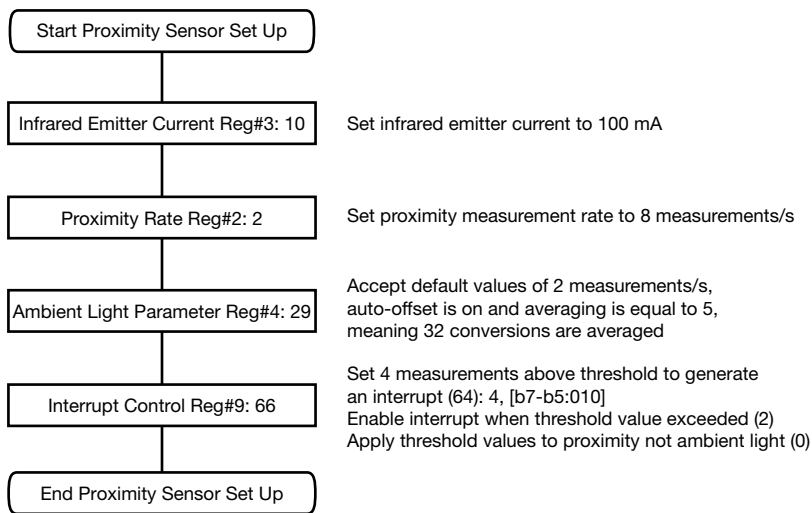 Start Proximity Sensor Set Up
Infrared Emitter Current Reg#3: 10
Set infrared emitter current to 100 mA
Proximity Rate Reg#2: 2
Set proximity measurement rate to 8 measurements/s
Ambient Light Parameter Reg#4: 29
Accept default values of 2 measurements/s,
auto-offset is on and averaging is equal to 5,
meaning 32 conversions are averaged
Interrupt Control Reg#9: 66
Set 4 measurements above threshold to generate
an interrupt (64): 4, [b7-b5:010]
Enable interrupt when threshold value exceeded (2)
Apply threshold values to proximity not ambient light (0)
End Proximity Sensor Set Up